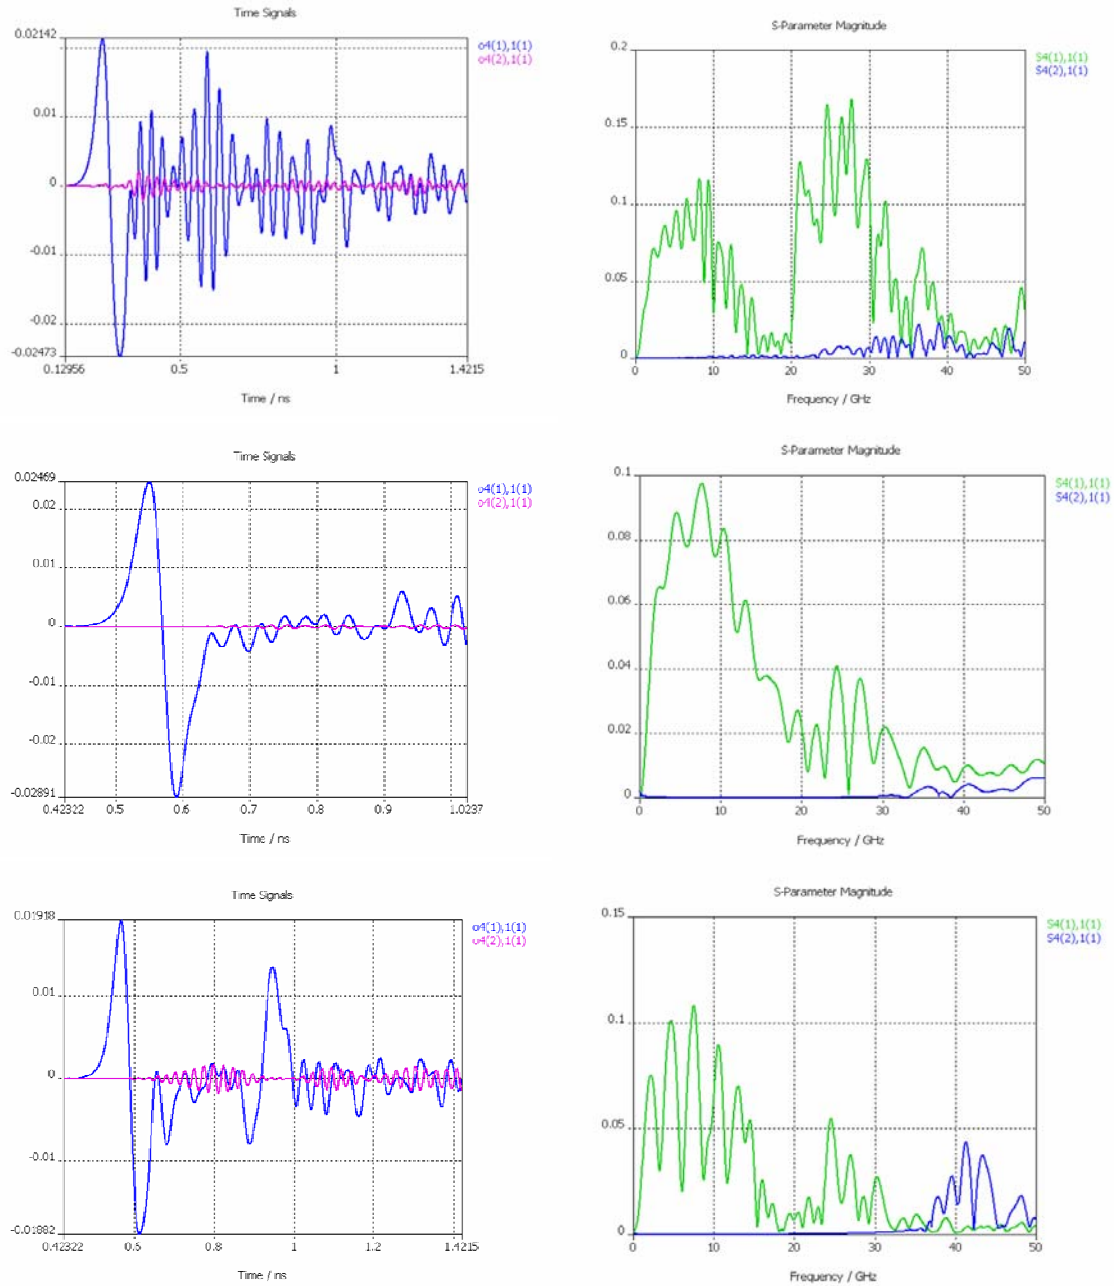 Time Signals
0.02142
0.01
0
-0.01
-0.02
-0.02473
0.12956
0.5
1
1.4215
Time / ns
o4(1),1(1)
o4(2),1(1)
S-Parameter Magnitude
0.2
0.15
0.1
0.05
0
0
10
20
30
40
50
Frequency / GHz
S4(1),1(1)
S4(2),1(1)
Time Signals
0.02469
0.02
0.01
0
-0.01
-0.02
-0.02891
0.42322
0.5
0.6
0.7
0.8
0.9
1.0237
Time / ns
o4(1),1(1)
o4(2),1(1)
S-Parameter Magnitude
0.1
0.08
0.06
0.04
0.02
0
0
10
20
30
40
50
Frequency / GHz
S4(1),1(1)
S4(2),1(1)
Time Signals
0.01918
0.01
0
-0.01
-0.01882
0.42322
0.6
0.8
1
1.2
1.4215
Time / ns
o4(1),1(1)
o4(2),1(1)
S-Parameter Magnitude
0.15
0.1
0.05
0
0
10
20
30
40
50
Frequency / GHz
S4(1),1(1)
S4(2),1(1)